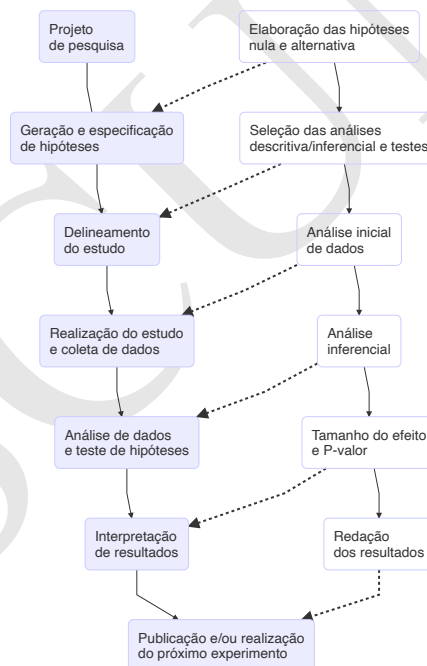 Projeto
de pesquisa
Elaboração das hipóteses
nula e alternativa
Geração e especificação
de hipóteses
Seleção das análises
descritiva/inferencial e testes
Delineamento
do estudo
Análise inicial
de dados
Realização do estudo
e coleta de dados
Análise
inferencial
Análise de dados
e teste de hipóteses
Tamanho do efeito
e P-valor
Interpretação
de resultados
Redação
dos resultados
Publicação e/ou realização
do próximo experimento